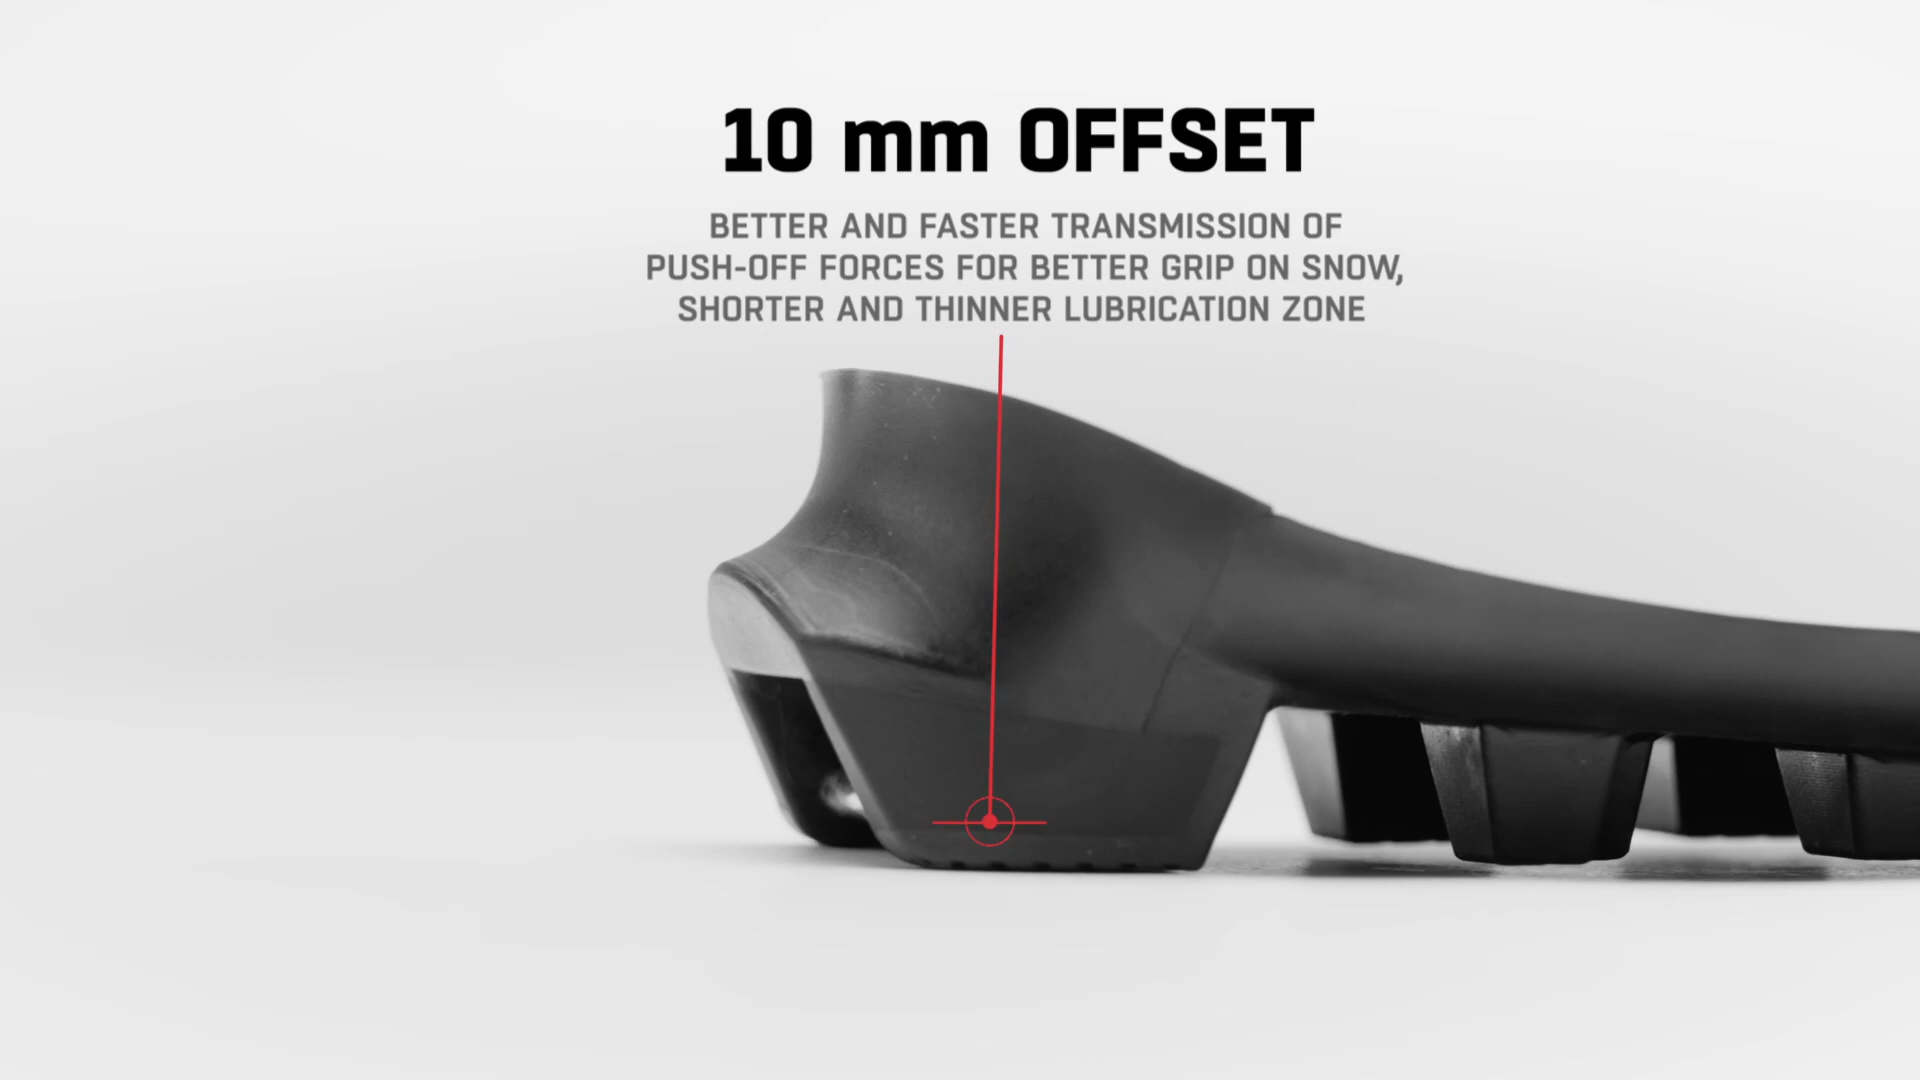 10 mm OFFSET
BETTER AND FASTER TRANSMISSION OF
PUSH-OFF FORCES FOR BETTER GRIP ON SNOW,
SHORTER AND THINNER LUBRICATION ZONE